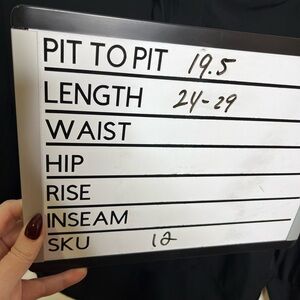 PIT TO PIT 19.5
LENGTH 24-29
WAIST
HIP
RISE
INSEAM
SKU 12